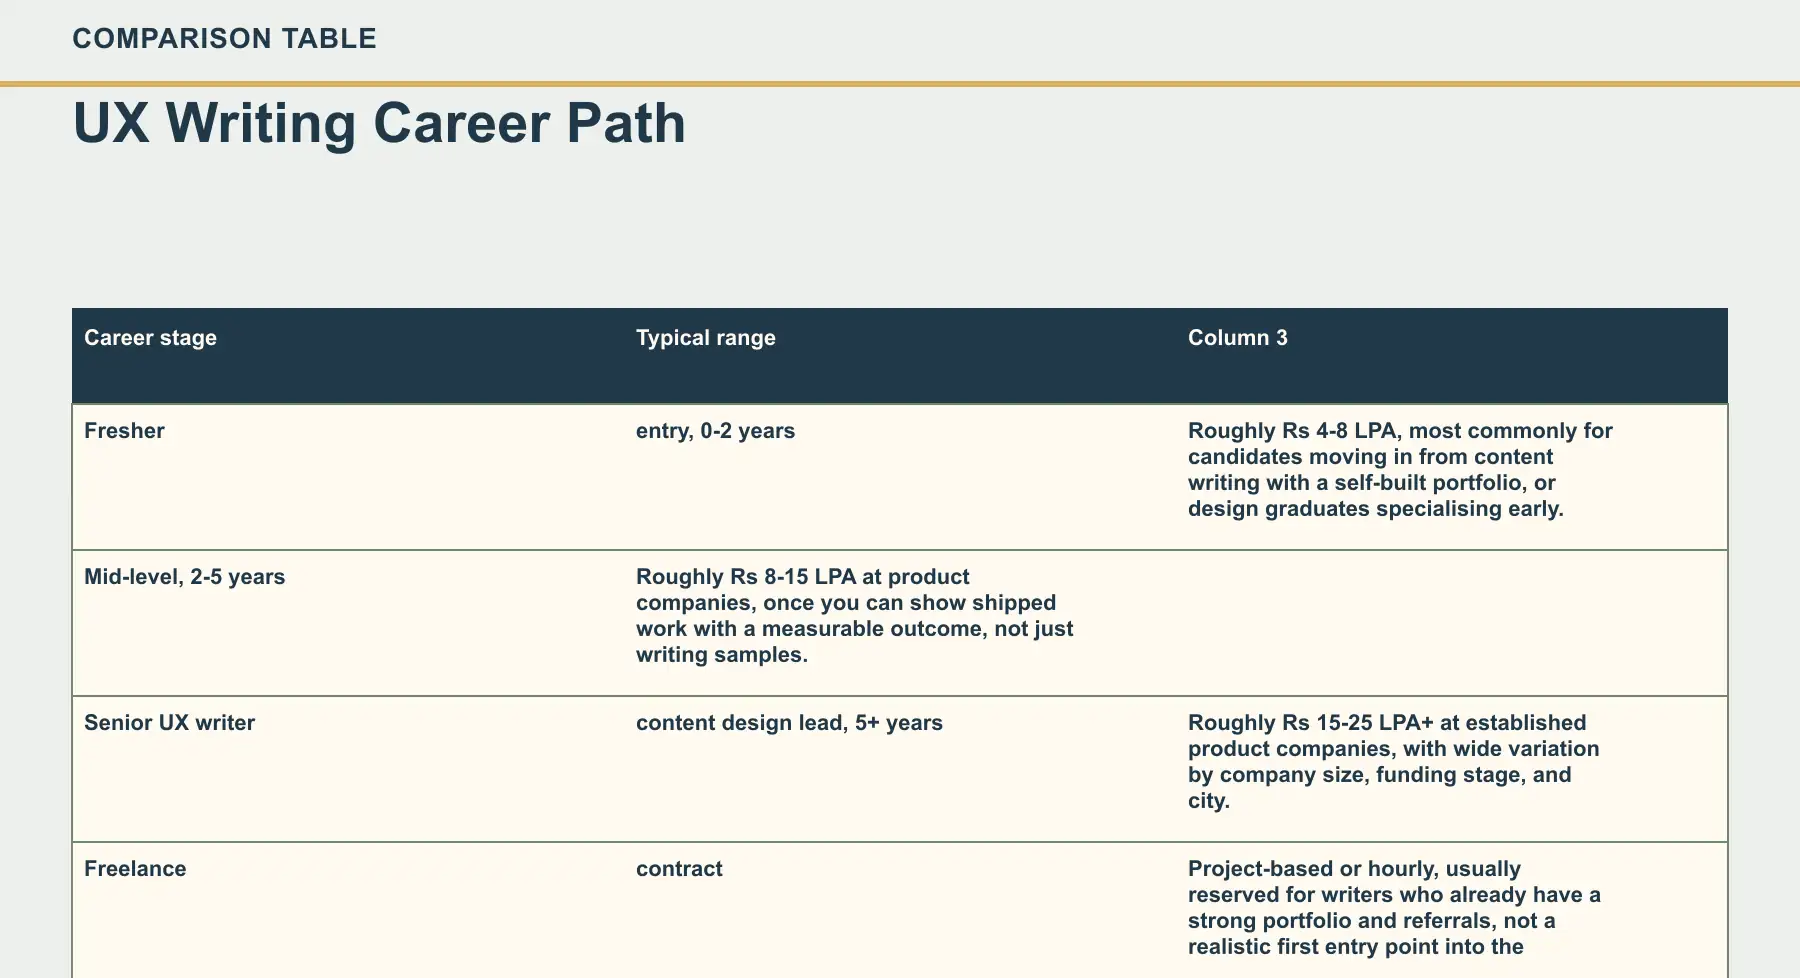 COMPARISON TABLE
UX Writing Career Path
Career stage
Typical range
Column 3
Fresher
entry, 0-2 years
Roughly Rs 4-8 LPA, most commonly for
candidates moving in from content
writing with a self-built portfolio, or
design graduates specialising early.
Mid-level, 2-5 years
Roughly Rs 8-15 LPA at product
companies, once you can show shipped
work with a measurable outcome, not just
writing samples.
Senior UX writer
content design lead, 5+ years
Roughly Rs 15-25 LPA+ at established
product companies, with wide variation
by company size, funding stage, and
city.
Freelance
contract
Project-based or hourly, usually
reserved for writers who already have a
strong portfolio and referrals, not a
realistic first entry point into the